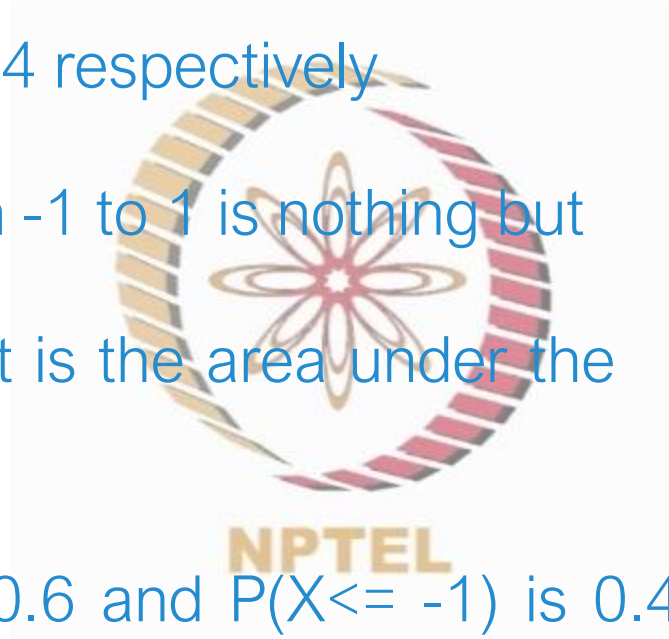 4 respectively
-1 to 1 is nothing but
t is the area under the
NPTEL
0.6 and P(X<= -1) is 0.4